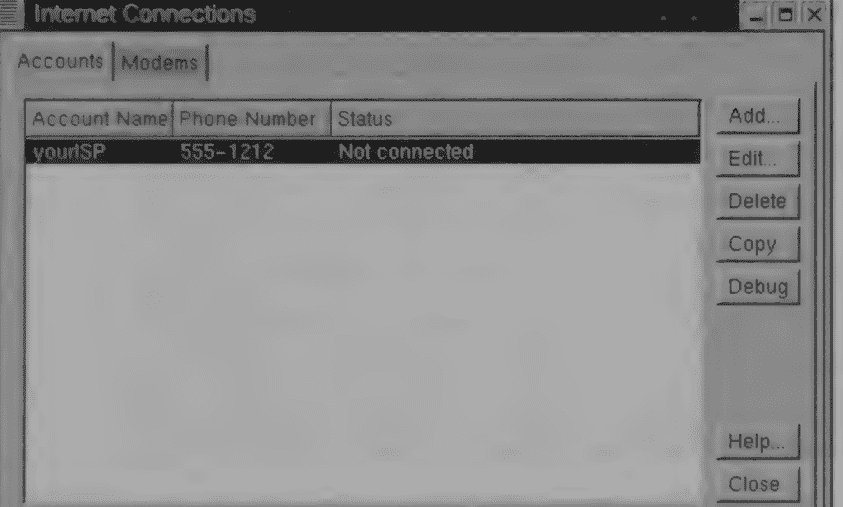 Internet Connections
Accounts Modems
Account Name Phone Number Status
yourISP 555-1212 Not connected
Add...
Edit...
Delete
Copy
Debug
Help...
Close